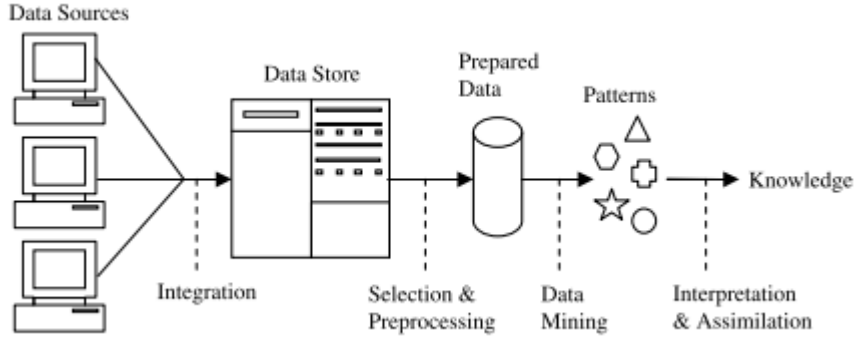 Data Sources
Data Store
Prepared
Data
Patterns
Knowledge
Integration
Selection &
Preprocessing
Data
Mining
Interpretation
& Assimilation